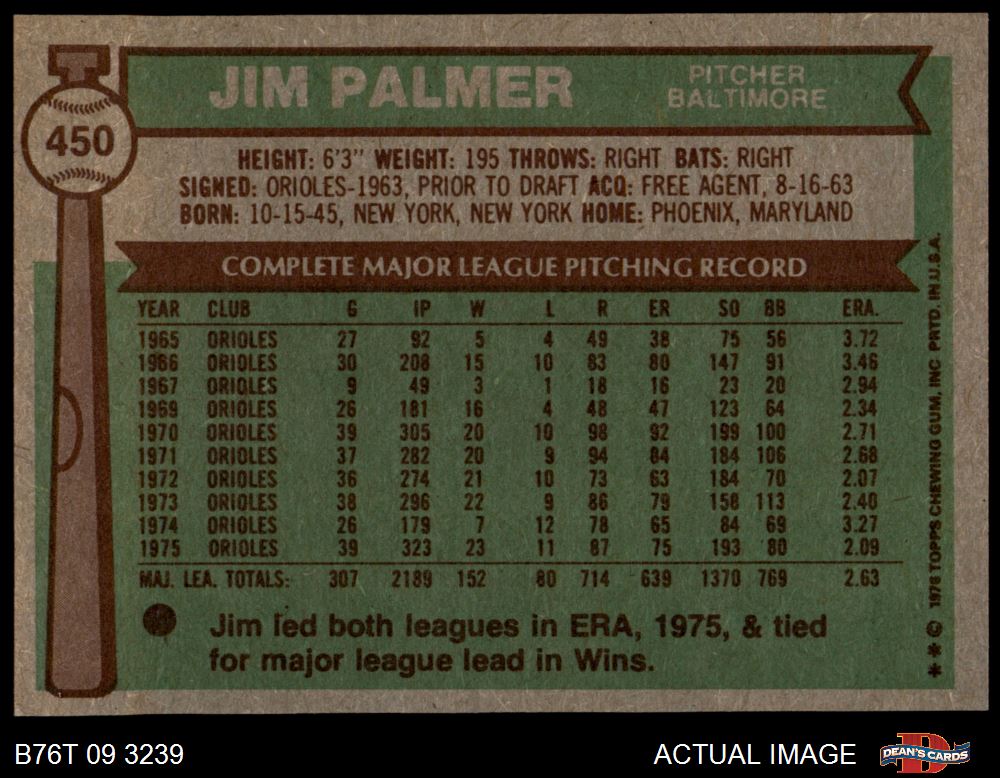 JIM PALMER
PITCHER
BALTIMORE
450
HEIGHT: 6'3" WEIGHT: 195 THROWS: RIGHT BATS: RIGHT
SIGNED: ORIOLES-1963, PRIOR TO DRAFT ACQ: FREE AGENT, 8-16-63
BORN: 10-15-45, NEW YORK, NEW YORK HOME: PHOENIX, MARYLAND
COMPLETE MAJOR LEAGUE PITCHING RECORD
YEAR CLUB G IP W L R ER SO BB ERA.
1965 ORIOLES 27 92 5 4 49 38 75 56 3.72
1966 ORIOLES 30 208 15 10 83 80 147 91 3.46
1967 ORIOLES 9 49 3 1 18 16 23 20 2.94
1969 ORIOLES 26 181 16 4 48 47 123 64 2.34
1970 ORIOLES 39 305 20 10 98 92 199 100 2.71
1971 ORIOLES 37 282 20 9 94 84 184 106 2.68
1972 ORIOLES 36 274 21 10 73 63 184 70 2.07
1973 ORIOLES 38 296 22 9 86 79 158 113 2.40
1974 ORIOLES 26 179 7 12 78 65 84 69 3.27
1975 ORIOLES 39 323 23 11 87 75 193 80 2.09
MAJ. LEA. TOTALS: 307 2189 152 80 714 639 1370 769 2.63
Jim led both leagues in ERA, 1975, & tied
for major league lead in Wins.
* * © 1976 TOPPS CHEWING GUM, INC PRTD. IN U.S.A.
B76T 09 3239
ACTUAL IMAGE
DEAN'S CARDS